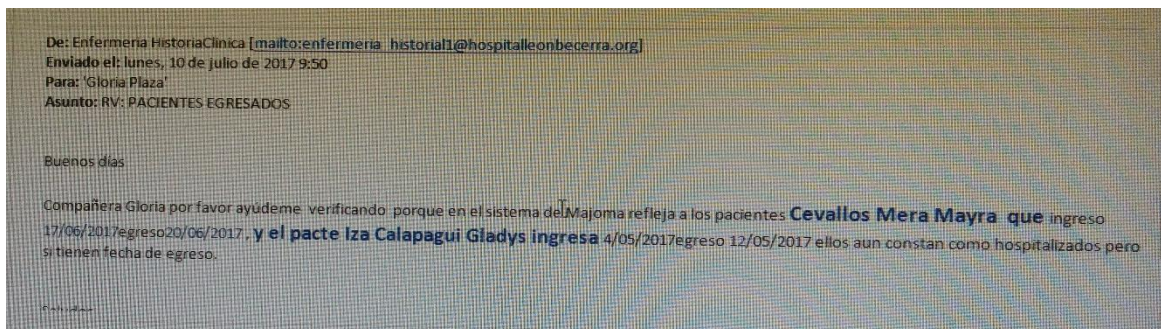 De: Enfermeria HistoriaClinica [mailto:enfermeria_historial1@hospitalleonbecerra.org]
Enviado el: lunes, 10 de julio de 2017 9:50
Para: 'Gloria Plaza'
Asunto: RV: PACIENTES EGRESADOS
Buenos días
Compañera Gloria por favor ayúdeme verificando porque en el sistema de Majoma refleja a los pacientes Cevallos Mera Mayra que ingreso
17/06/2017egreso20/06/2017, y el pacte Iza Calapagui Gladys ingresa 4/05/2017egreso 12/05/2017 ellos aun constan como hospitalizados pero
si tienen fecha de egreso.